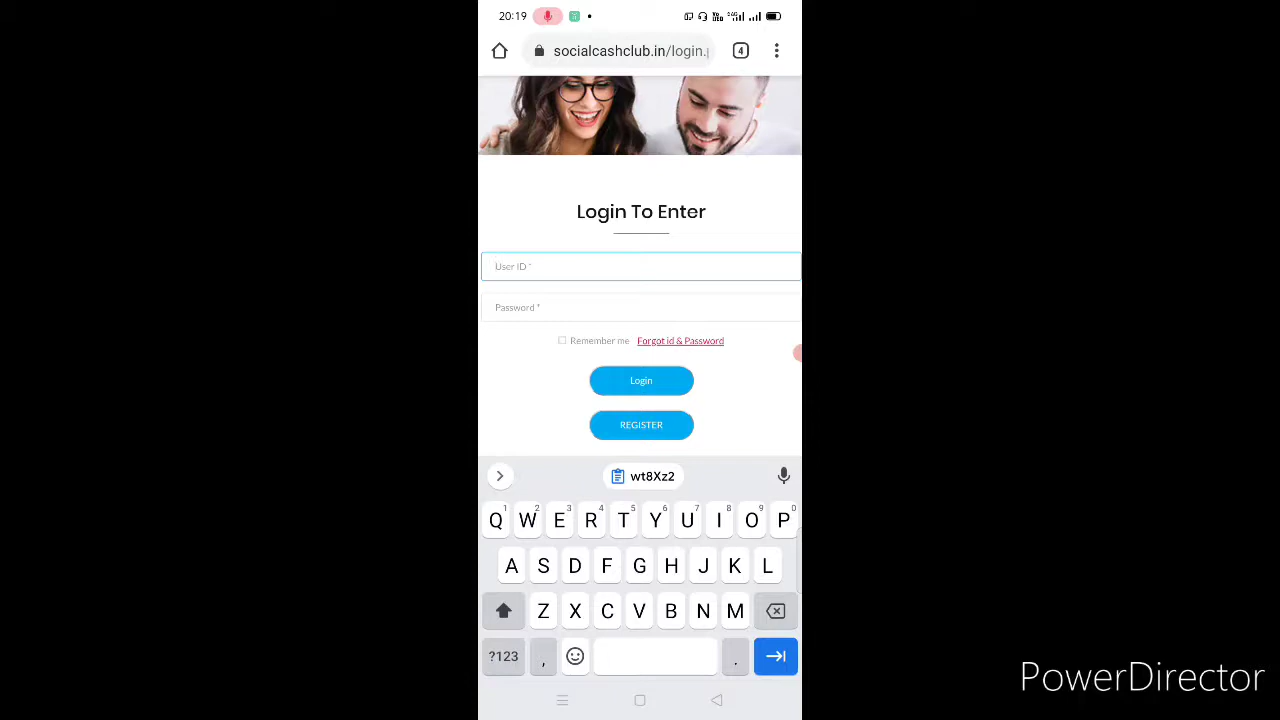 20:19
socialcashclub.in/login.p
4
Login To Enter
User ID *
Password *
Remember me Forgot id & Password
Login
REGISTER
wt8Xz2
1 2 3 4 5 6 7 8 9 0
Q W E R T Y U I O P
A S D F G H J K L
Z X C V B N M
?123 , .
PowerDirector